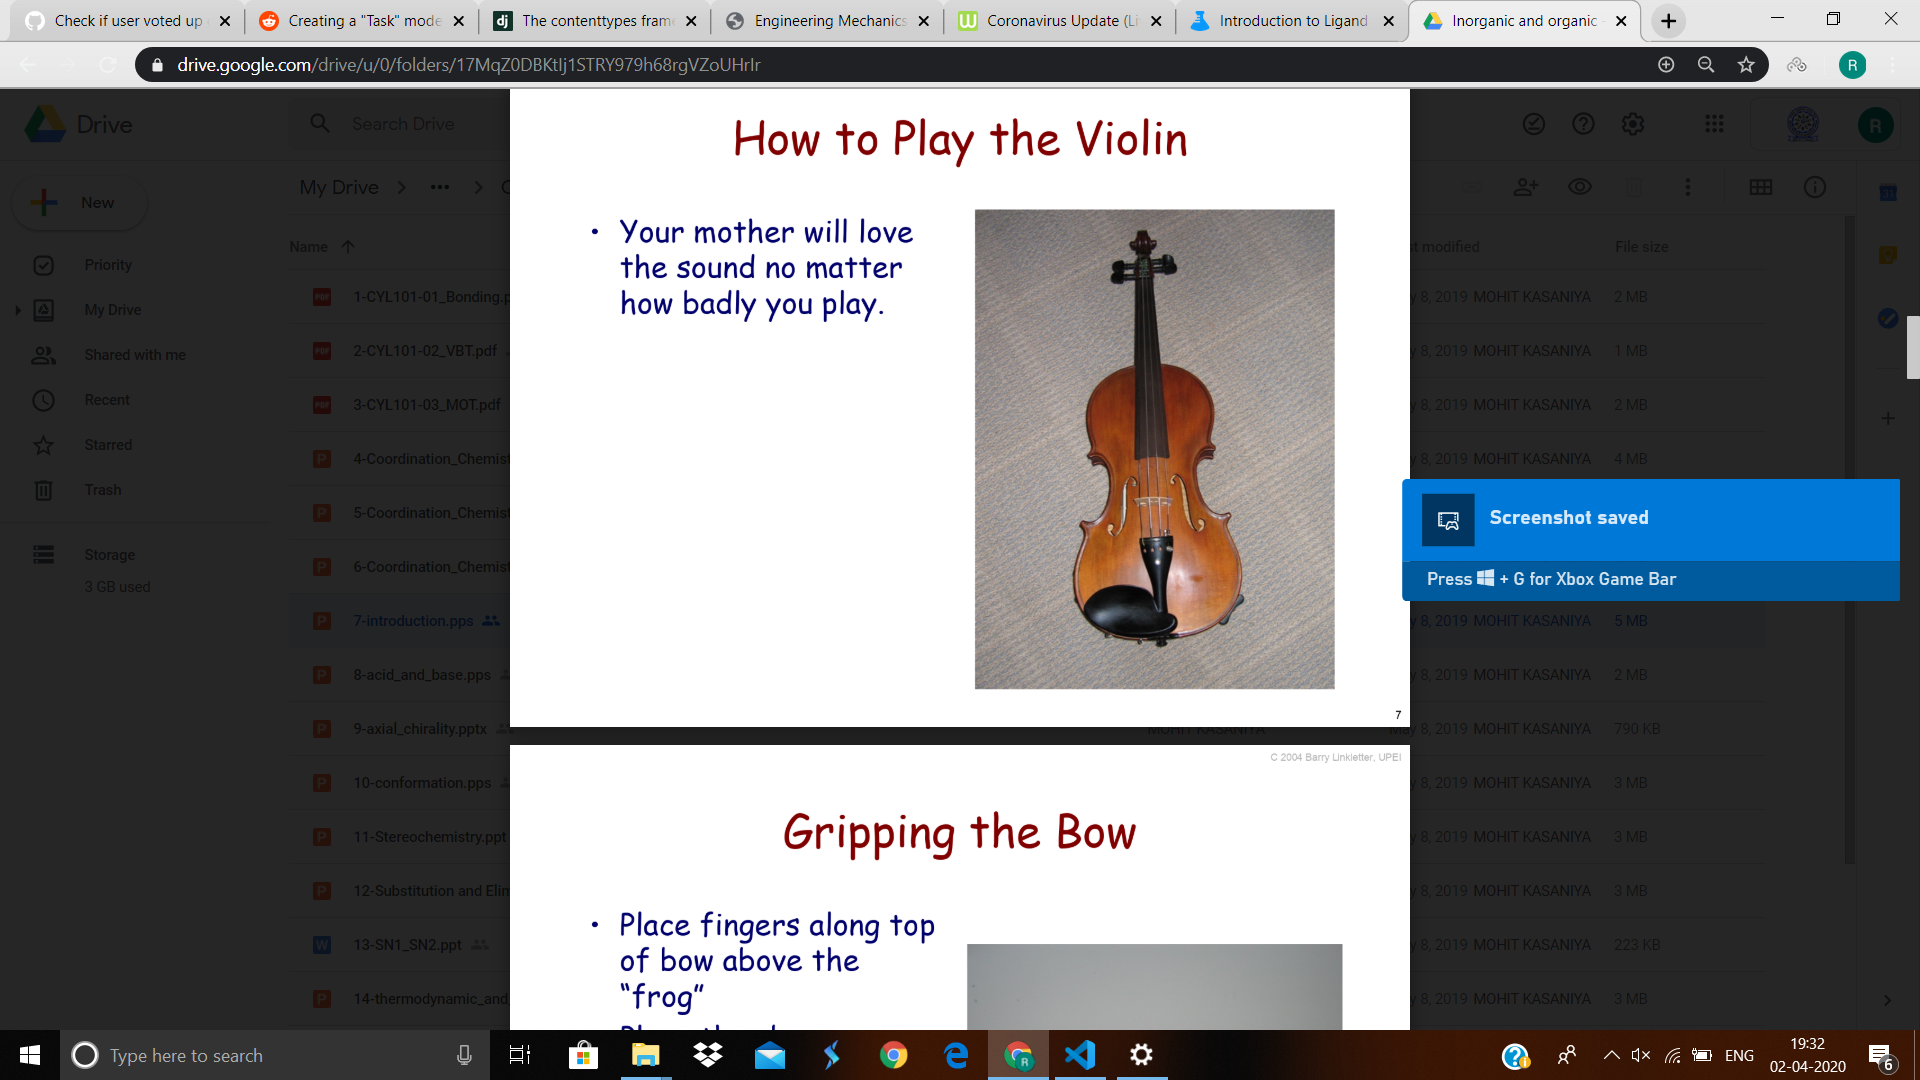 Check if user voted up
Creating a "Task" mode
The contenttypes frame
Engineering Mechanics
Coronavirus Update (Li
Introduction to Ligand
Inorganic and organic
drive.google.com/drive/u/0/folders/17MqZ0DBKtIj1STRY979h68rgVZoUHrIr
R
Drive
Search Drive
R
My Drive
New
Name
st modified
File size
Priority
My Drive
Shared with me
Recent
Starred
Trash
Storage
3 GB used
1-CYL101-01_Bonding.p
y 8, 2019 MOHIT KASANIYA 2 MB
2-CYL101-02_VBT.pdf
y 8, 2019 MOHIT KASANIYA 1 MB
3-CYL101-03_MOT.pdf
y 8, 2019 MOHIT KASANIYA 2 MB
4-Coordination_Chemist
y 8, 2019 MOHIT KASANIYA 4 MB
5-Coordination_Chemist
6-Coordination_Chemist
7-introduction.pps
y 8, 2019 MOHIT KASANIYA 5 MB
8-acid_and_base.pps
y 8, 2019 MOHIT KASANIYA 2 MB
9-axial_chirality.pptx
MOHIT KASANIYA
May 8, 2019 MOHIT KASANIYA 790 KB
10-conformation.pps
y 8, 2019 MOHIT KASANIYA 3 MB
11-Stereochemistry.ppt
y 8, 2019 MOHIT KASANIYA 3 MB
12-Substitution and Elim
y 8, 2019 MOHIT KASANIYA 3 MB
13-SN1_SN2.ppt
y 8, 2019 MOHIT KASANIYA 223 KB
14-thermodynamic_and
y 8, 2019 MOHIT KASANIYA 3 MB
How to Play the Violin
• Your mother will love
the sound no matter
how badly you play.
7
Screenshot saved
Press + G for Xbox Game Bar
C 2004 Barry Linkletter, UPEI
Gripping the Bow
• Place fingers along top
of bow above the
“frog”
Type here to search
ENG
19:32
02-04-2020
6